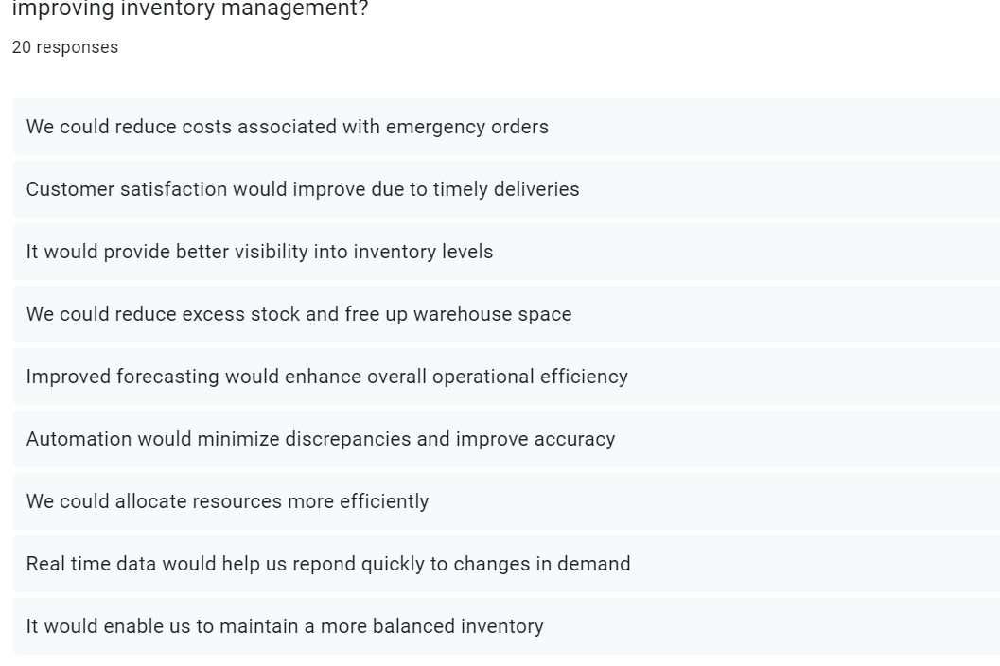 improving inventory management?
20 responses
We could reduce costs associated with emergency orders
Customer satisfaction would improve due to timely deliveries
It would provide better visibility into inventory levels
We could reduce excess stock and free up warehouse space
Improved forecasting would enhance overall operational efficiency
Automation would minimize discrepancies and improve accuracy
We could allocate resources more efficiently
Real time data would help us repond quickly to changes in demand
It would enable us to maintain a more balanced inventory